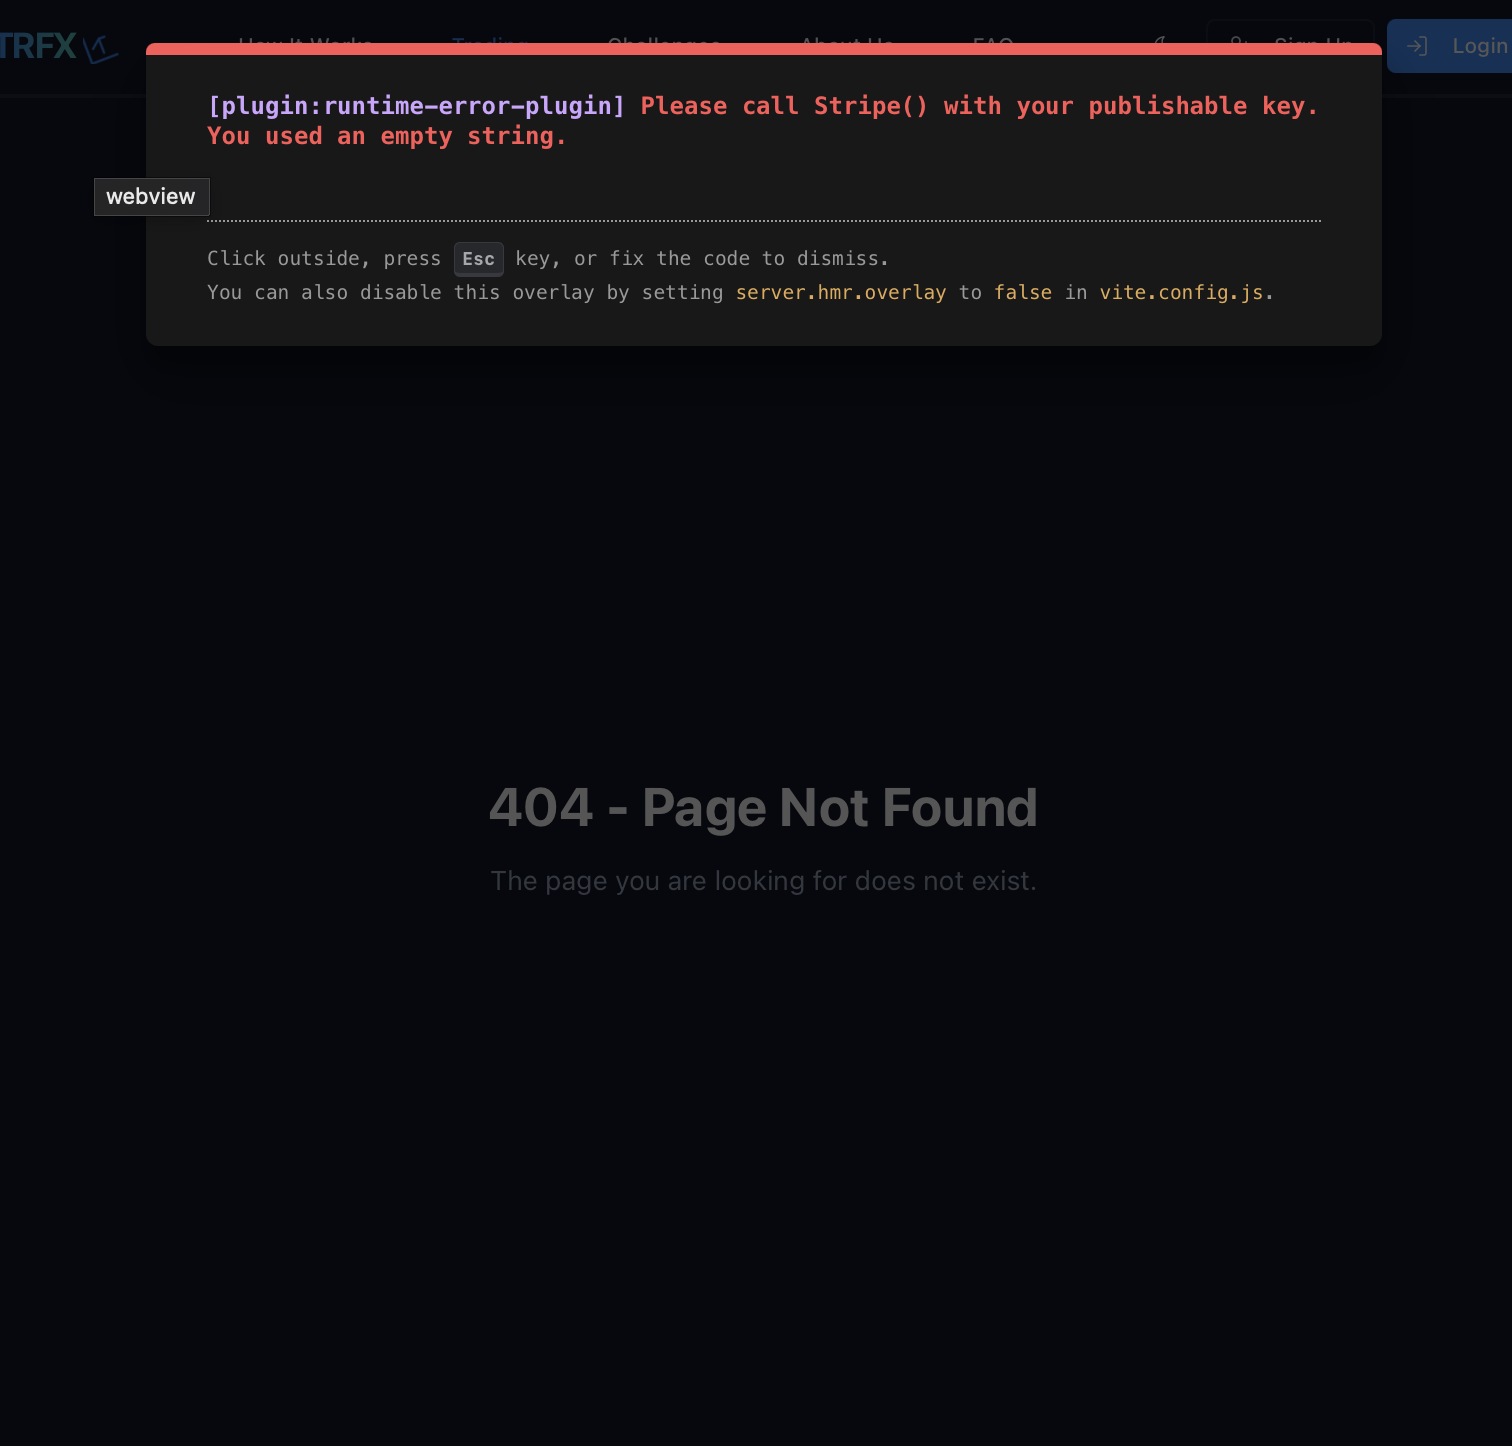 TRFX
How It Works Trading Challenges About Us FAQ Sign Up Login
[plugin:runtime-error-plugin] Please call Stripe() with your publishable key.
You used an empty string.
webview
Click outside, press Esc key, or fix the code to dismiss.
You can also disable this overlay by setting server.hmr.overlay to false in vite.config.js.
404 - Page Not Found
The page you are looking for does not exist.